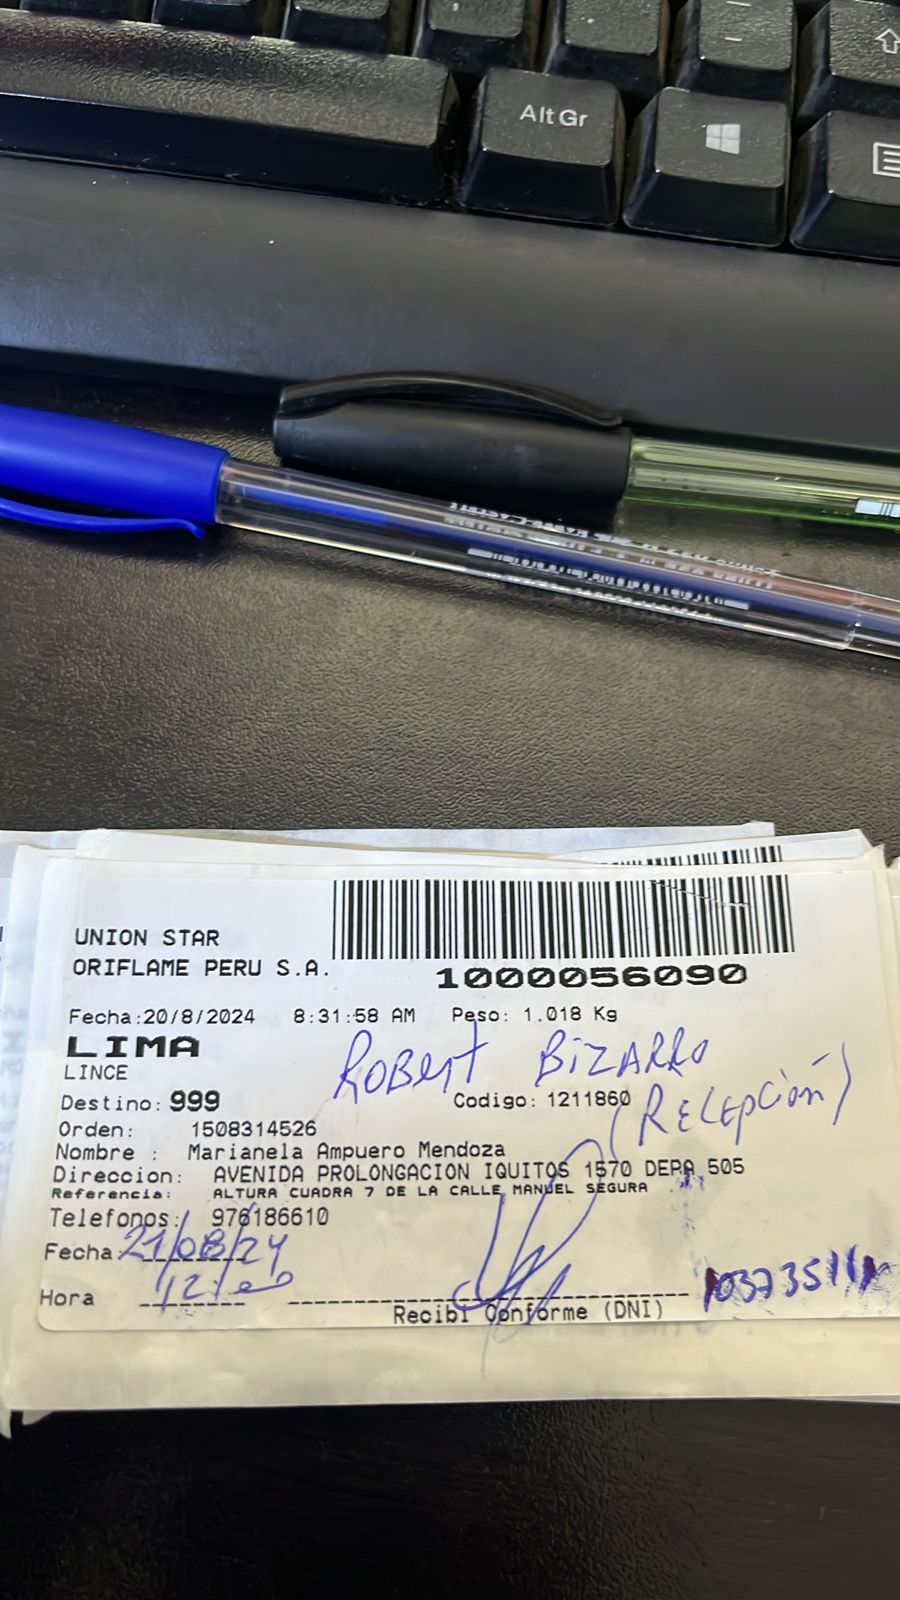 Alt Gr
UNION STAR
ORIFLAME PERU S.A.
1000056090
Fecha:20/8/2024 8:31:58 AM Peso: 1.018 Kg
LIMA
LINCE
Robert BIZARRO
Destino: 999 Codigo: 1211860
(RECEPCIÓN)
Orden: 1508314526
Nombre : Marianela Ampuero Mendoza
Direccion: AVENIDA PROLONGACION IQUITOS 1570 DEPA 505
Referencia: ALTURA CUADRA 7 DE LA CALLE MANUEL SEGURA
Telefonos: 976186610
Fecha 21/08/24
Hora
Recibi Conforme (DNI)